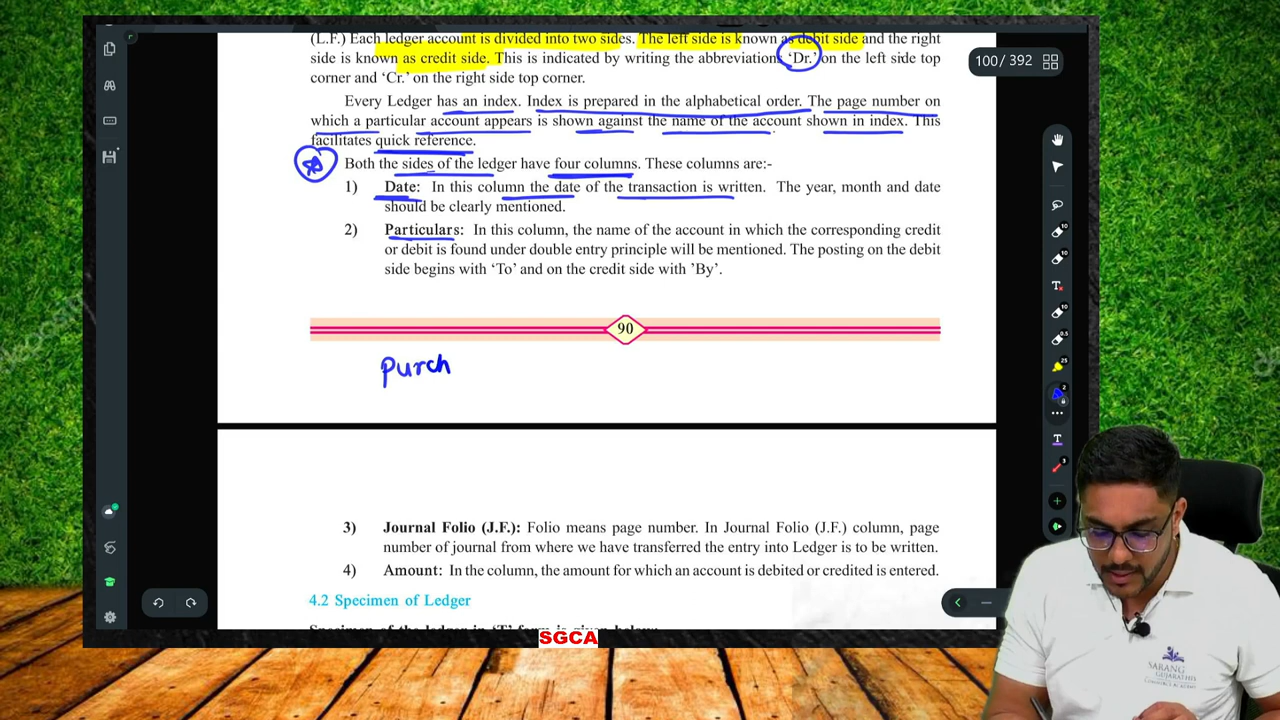 (L.F.) Each ledger account is divided into two sides. The left side is known as debit side and the right
side is known as credit side. This is indicated by writing the abbreviations ‘Dr.’ on the left side top
corner and ‘Cr.’ on the right side top corner.
Every Ledger has an index. Index is prepared in the alphabetical order. The page number on
which a particular account appears is shown against the name of the account shown in index. This
facilitates quick reference.
Both the sides of the ledger have four columns. These columns are:-
1) Date: In this column the date of the transaction is written. The year, month and date
should be clearly mentioned.
2) Particulars: In this column, the name of the account in which the corresponding credit
or debit is found under double entry principle will be mentioned. The posting on the debit
side begins with ‘To’ and on the credit side with ’By’.
90
Purch
3) Journal Folio (J.F.): Folio means page number. In Journal Folio (J.F.) column, page
number of journal from where we have transferred the entry into Ledger is to be written.
4) Amount: In the column, the amount for which an account is debited or credited is entered.
4.2 Specimen of Ledger
Specimen of the ledger in ‘T’ form is given below:
100 / 392
SGCA
SARANG
GUJARATHI